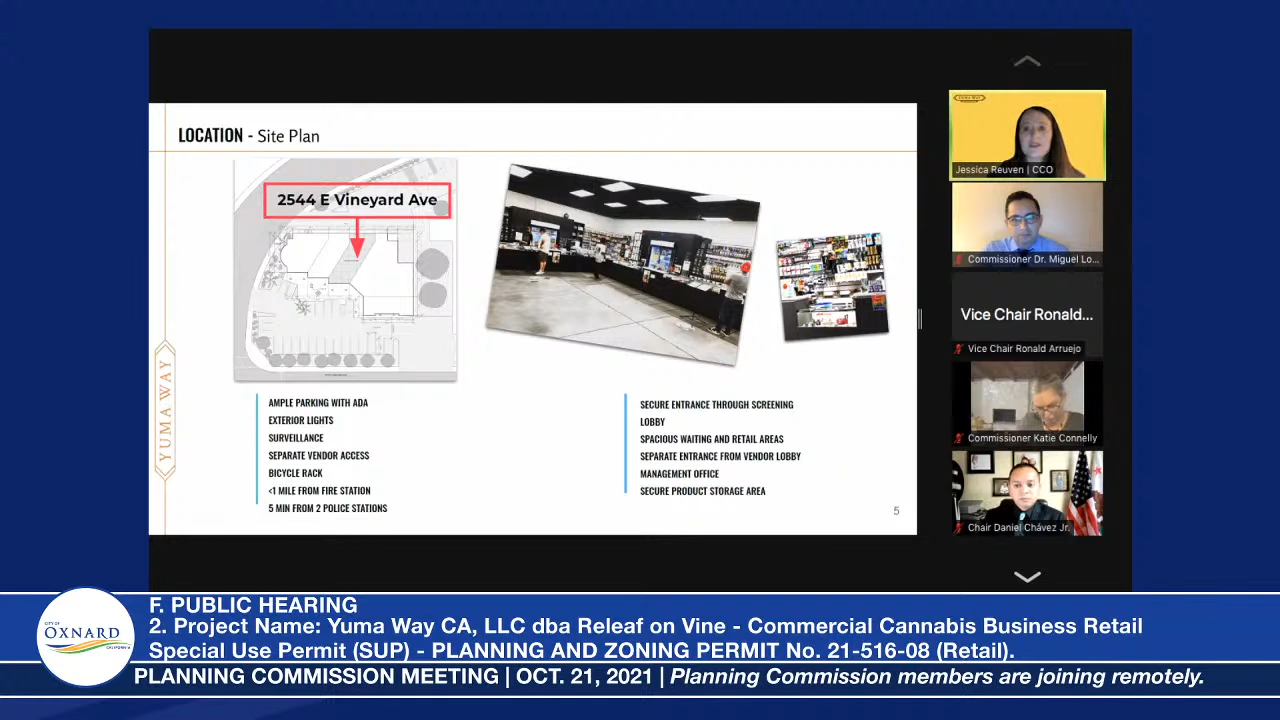 LOCATION - Site Plan
2544 E Vineyard Ave
YUMA WAY
AMPLE PARKING WITH ADA
EXTERIOR LIGHTS
SURVEILLANCE
SEPARATE VENDOR ACCESS
BICYCLE RACK
<1 MILE FROM FIRE STATION
5 MIN FROM 2 POLICE STATIONS
SECURE ENTRANCE THROUGH SCREENING
LOBBY
SPACIOUS WAITING AND RETAIL AREAS
SEPARATE ENTRANCE FROM VENDOR LOBBY
MANAGEMENT OFFICE
SECURE PRODUCT STORAGE AREA
5
YUMA WAY
Jessica Reuven | CCO
Commissioner Dr. Miguel Lo...
Vice Chair Ronald...
Vice Chair Ronald Arruejo
Commissioner Katie Connelly
Chair Daniel Chávez Jr.
CITY OF
OXNARD
CALIFORNIA
F. PUBLIC HEARING
2. Project Name: Yuma Way CA, LLC dba Releaf on Vine - Commercial Cannabis Business Retail
Special Use Permit (SUP) - PLANNING AND ZONING PERMIT No. 21-516-08 (Retail).
PLANNING COMMISSION MEETING | OCT. 21, 2021 | Planning Commission members are joining remotely.